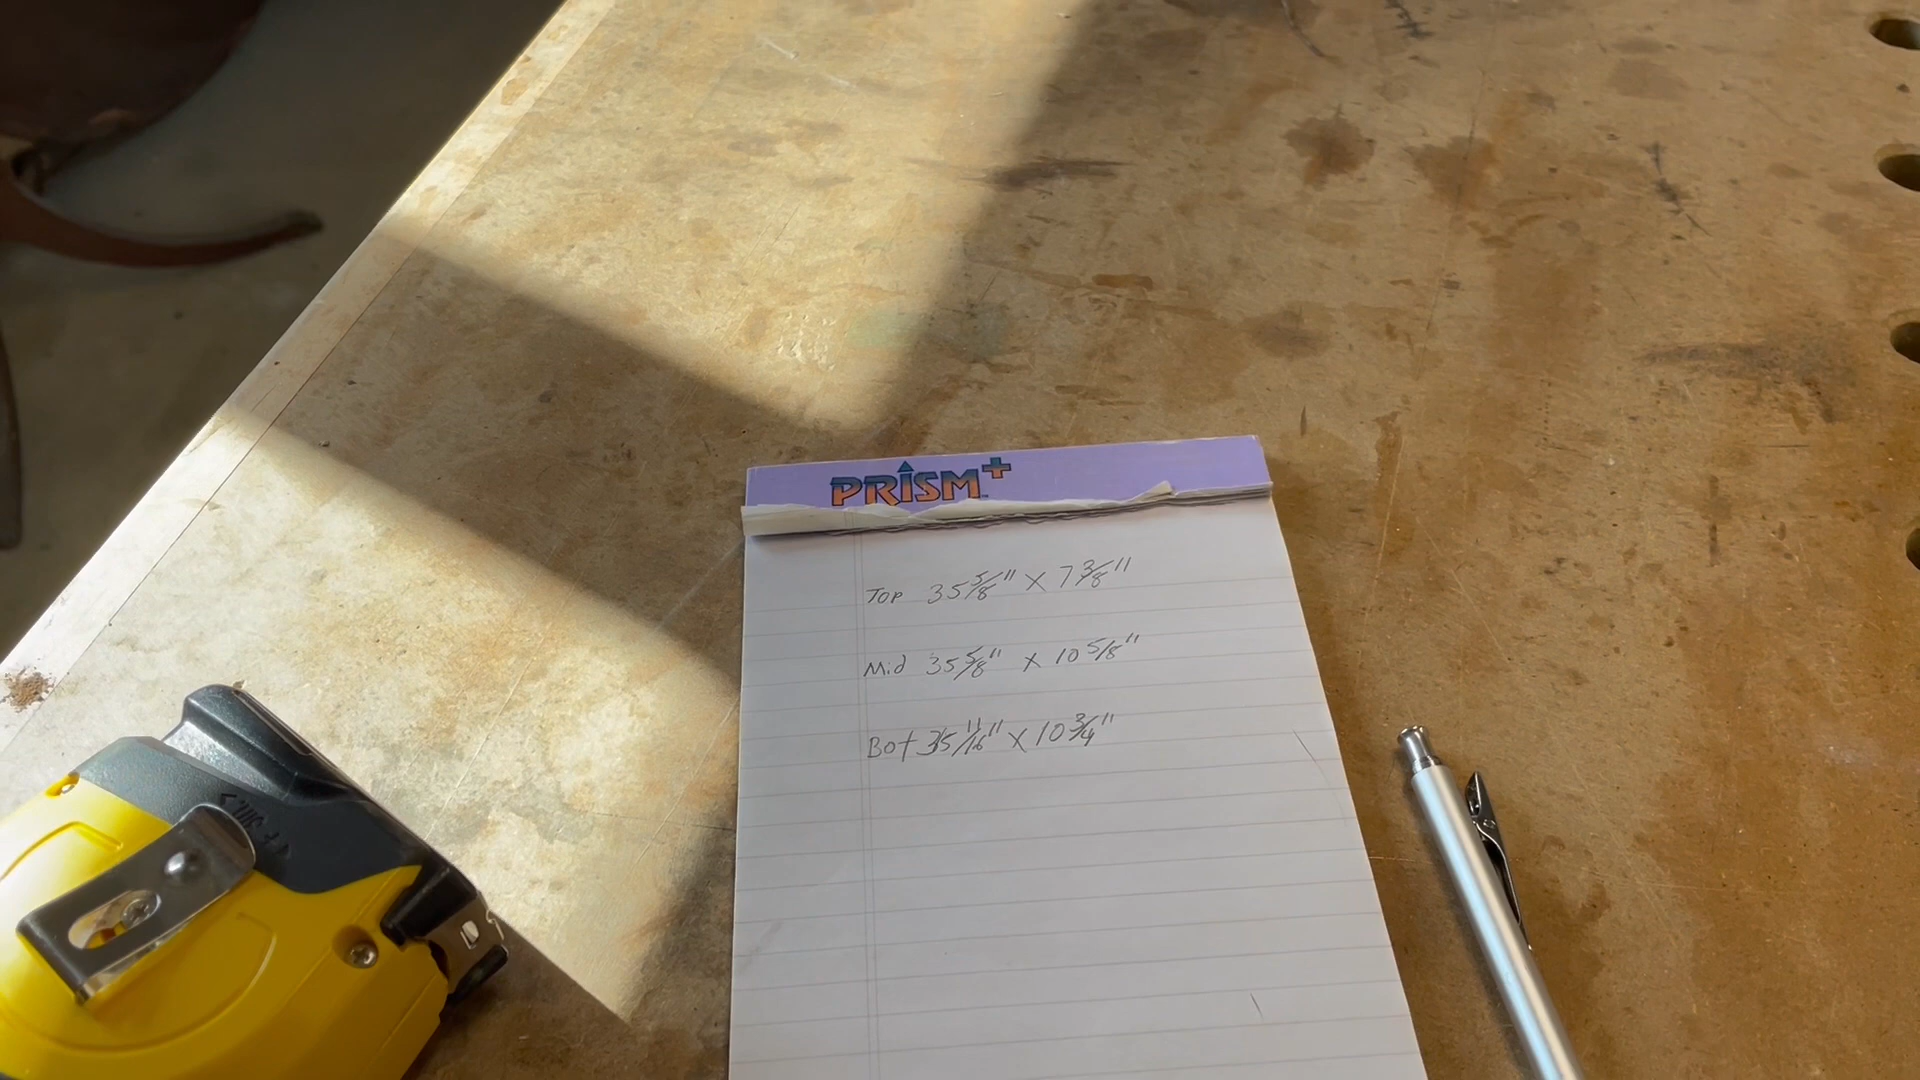 PRISM+
Top 35 5/8" X 7 3/8"
Mid 35 5/8" X 10 5/8"
Bot 35 11/16" X 10 3/4"